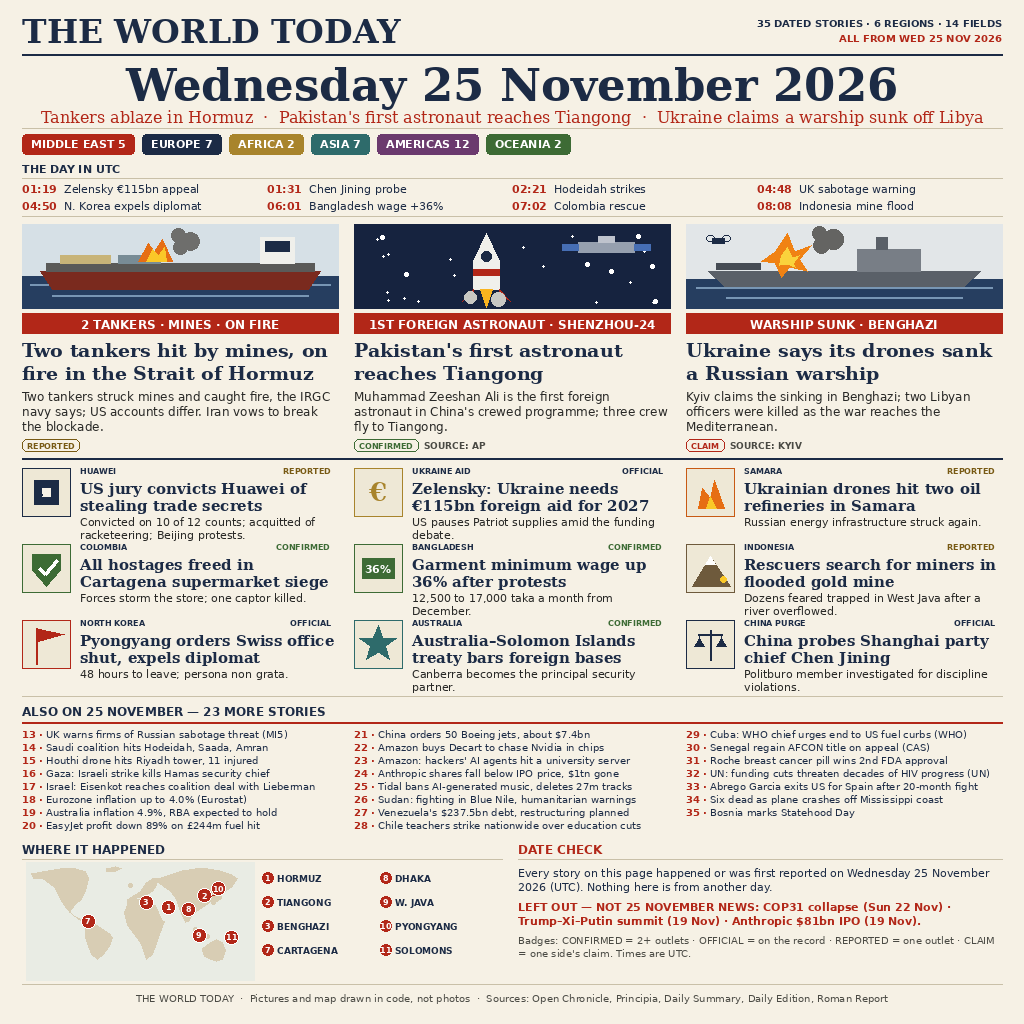 THE WORLD TODAY
35 DATED STORIES · 6 REGIONS · 14 FIELDS
ALL FROM WED 25 NOV 2026
Wednesday 25 November 2026
Tankers ablaze in Hormuz · Pakistan's first astronaut reaches Tiangong · Ukraine claims a warship sunk off Libya
MIDDLE EAST 5
EUROPE 7
AFRICA 2
ASIA 7
AMERICAS 12
OCEANIA 2
THE DAY IN UTC
01:19 Zelensky €115bn appeal
01:31 Chen Jining probe
02:21 Hodeidah strikes
04:48 UK sabotage warning
04:50 N. Korea expels diplomat
06:01 Bangladesh wage +36%
07:02 Colombia rescue
08:08 Indonesia mine flood
2 TANKERS · MINES · ON FIRE
Two tankers hit by mines, on
fire in the Strait of Hormuz
Two tankers struck mines and caught fire, the IRGC
navy says; US accounts differ. Iran vows to break
the blockade.
REPORTED
1ST FOREIGN ASTRONAUT · SHENZHOU-24
Pakistan's first astronaut
reaches Tiangong
Muhammad Zeeshan Ali is the first foreign
astronaut in China's crewed programme; three crew
fly to Tiangong.
CONFIRMED SOURCE: AP
WARSHIP SUNK · BENGHAZI
Ukraine says its drones sank
a Russian warship
Kyiv claims the sinking in Benghazi; two Libyan
officers were killed as the war reaches the
Mediterranean.
CLAIM SOURCE: KYIV
HUAWEI REPORTED
US jury convicts Huawei of
stealing trade secrets
Convicted on 10 of 12 counts; acquitted of
racketeering; Beijing protests.
€
UKRAINE AID OFFICIAL
Zelensky: Ukraine needs
€115bn foreign aid for 2027
US pauses Patriot supplies amid the funding
debate.
SAMARA REPORTED
Ukrainian drones hit two oil
refineries in Samara
Russian energy infrastructure struck again.
COLOMBIA CONFIRMED
All hostages freed in
Cartagena supermarket siege
Forces storm the store; one captor killed.
36%
BANGLADESH CONFIRMED
Garment minimum wage up
36% after protests
12,500 to 17,000 taka a month from
December.
INDONESIA REPORTED
Rescuers search for miners in
flooded gold mine
Dozens feared trapped in West Java after a
river overflowed.
NORTH KOREA OFFICIAL
Pyongyang orders Swiss office
shut, expels diplomat
48 hours to leave; persona non grata.
AUSTRALIA CONFIRMED
Australia–Solomon Islands
treaty bars foreign bases
Canberra becomes the principal security
partner.
CHINA PURGE OFFICIAL
China probes Shanghai party
chief Chen Jining
Politburo member investigated for discipline
violations.
ALSO ON 25 NOVEMBER — 23 MORE STORIES
13 · UK warns firms of Russian sabotage threat (MI5)
14 · Saudi coalition hits Hodeidah, Saada, Amran
15 · Houthi drone hits Riyadh tower, 11 injured
16 · Gaza: Israeli strike kills Hamas security chief
17 · Israel: Eisenkot reaches coalition deal with Lieberman
18 · Eurozone inflation up to 4.0% (Eurostat)
19 · Australia inflation 4.9%, RBA expected to hold
20 · EasyJet profit down 89% on £244m fuel hit
21 · China orders 50 Boeing jets, about $7.4bn
22 · Amazon buys Decart to chase Nvidia in chips
23 · Amazon: hackers' AI agents hit a university server
24 · Anthropic shares fall below IPO price, $1tn gone
25 · Tidal bans AI-generated music, deletes 27m tracks
26 · Sudan: fighting in Blue Nile, humanitarian warnings
27 · Venezuela's $237.5bn debt, restructuring planned
28 · Chile teachers strike nationwide over education cuts
29 · Cuba: WHO chief urges end to US fuel curbs (WHO)
30 · Senegal regain AFCON title on appeal (CAS)
31 · Roche breast cancer pill wins 2nd FDA approval
32 · UN: funding cuts threaten decades of HIV progress (UN)
33 · Abrego Garcia exits US for Spain after 20-month fight
34 · Six dead as plane crashes off Mississippi coast
35 · Bosnia marks Statehood Day
WHERE IT HAPPENED
7
3
1
8
2
10
9
11
1 HORMUZ
2 TIANGONG
3 BENGHAZI
7 CARTAGENA
8 DHAKA
9 W. JAVA
10 PYONGYANG
11 SOLOMONS
DATE CHECK
Every story on this page happened or was first reported on Wednesday 25 November
2026 (UTC). Nothing here is from another day.
LEFT OUT — NOT 25 NOVEMBER NEWS: COP31 collapse (Sun 22 Nov) ·
Trump–Xi–Putin summit (19 Nov) · Anthropic $81bn IPO (19 Nov).
Badges: CONFIRMED = 2+ outlets · OFFICIAL = on the record · REPORTED = one outlet · CLAIM
= one side's claim. Times are UTC.
THE WORLD TODAY · Pictures and map drawn in code, not photos · Sources: Open Chronicle, Principia, Daily Summary, Daily Edition, Roman Report